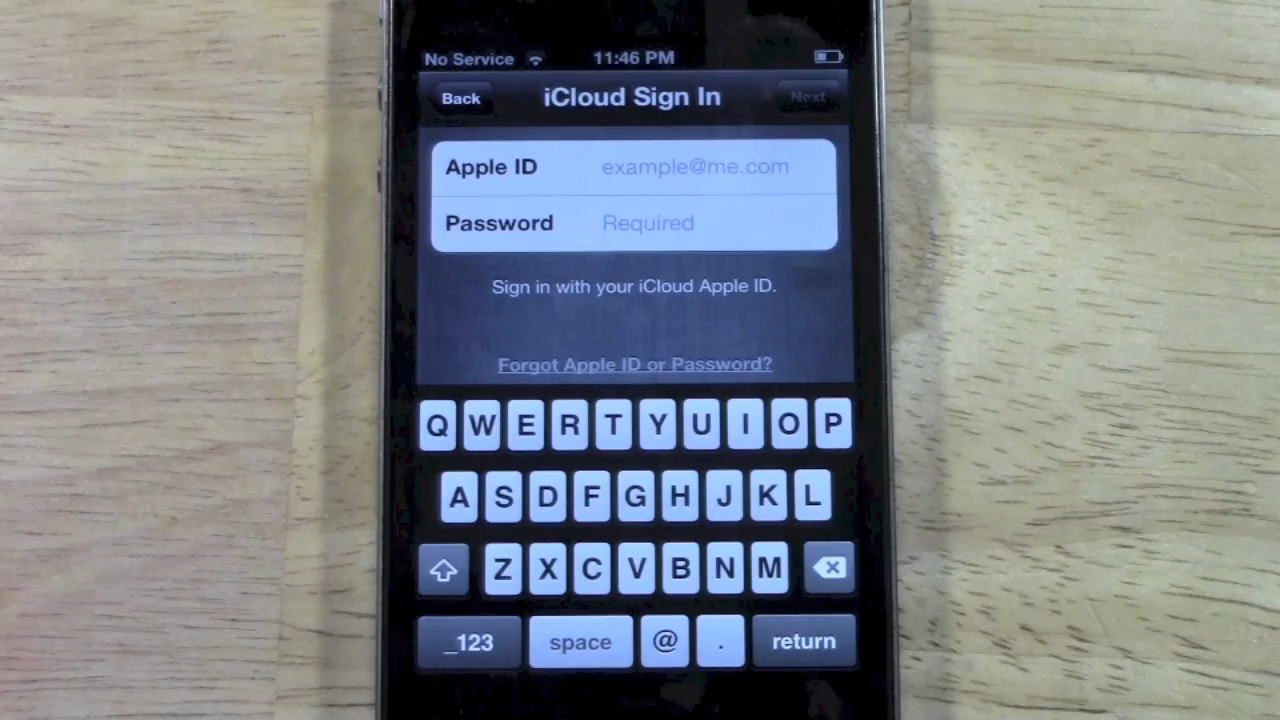 No Service 11:46 PM
Back iCloud Sign In Next
Apple ID example@me.com
Password Required
Sign in with your iCloud Apple ID.
Forgot Apple ID or Password?
Q W E R T Y U I O P
A S D F G H J K L
Z X C V B N M
_123 space @ . return